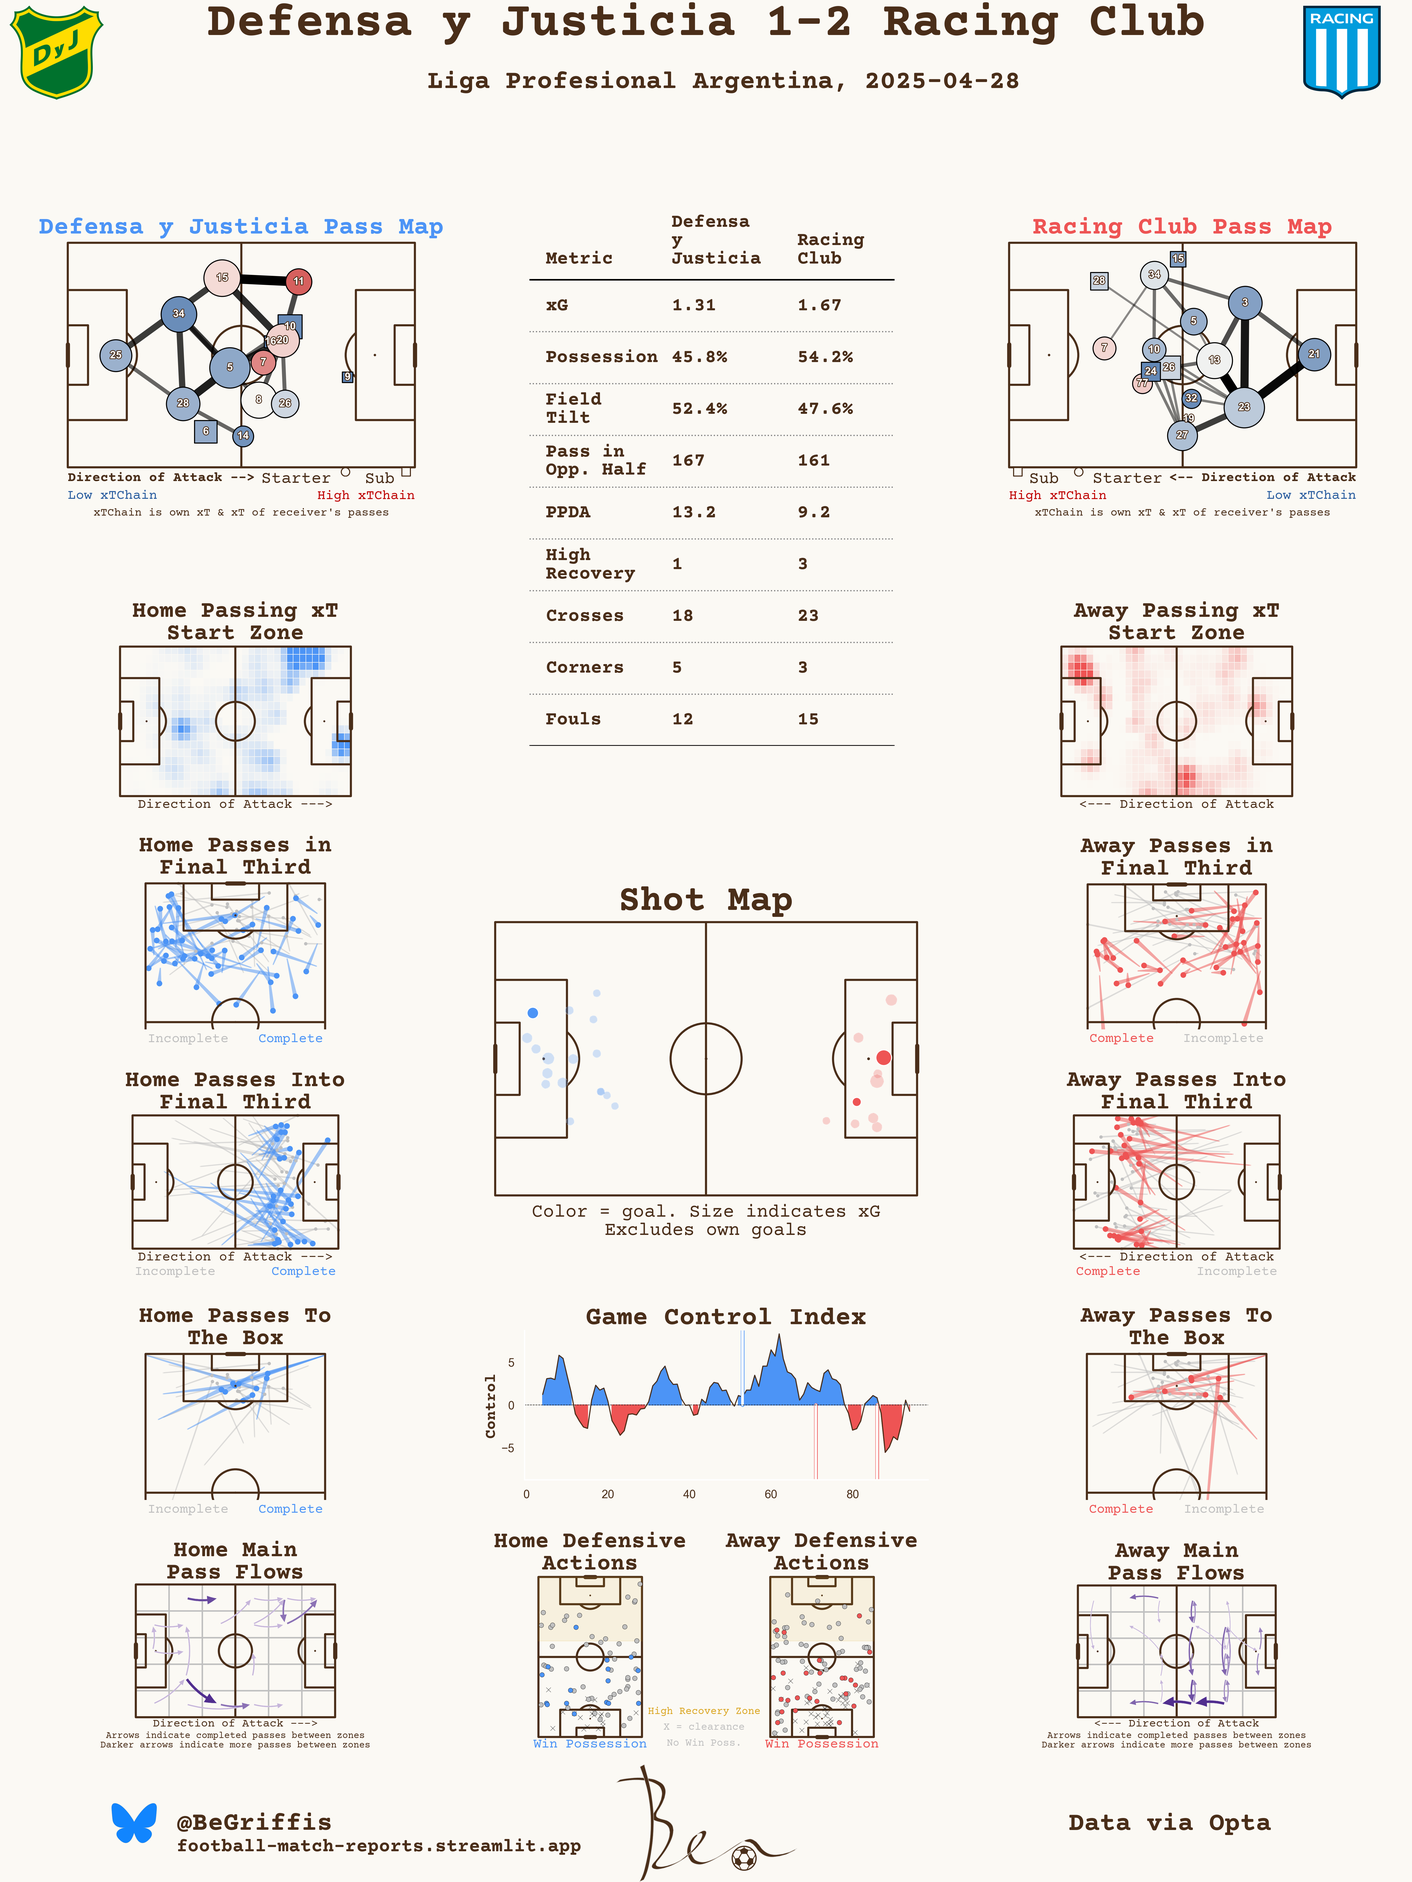 Defensa y Justicia 1-2 Racing Club
Liga Profesional Argentina, 2025-04-28
DyJ
RACING
Defensa y Justicia Pass Map
15
11
34
10
16
20
25
5
7
9
28
8
26
6
14
Direction of Attack --> Starter Sub
Low xTChain High xTChain
xTChain is own xT & xT of receiver's passes
Metric Defensa y Justicia Racing Club
xG 1.31 1.67
Possession 45.8% 54.2%
Field Tilt 52.4% 47.6%
Pass in Opp. Half 167 161
PPDA 13.2 9.2
High Recovery 1 3
Crosses 18 23
Corners 5 3
Fouls 12 15
Racing Club Pass Map
15
34
28
3
5
7
10
13
21
24
26
77
32
23
19
27
Sub Starter <-- Direction of Attack
High xTChain Low xTChain
xTChain is own xT & xT of receiver's passes
Home Passing xT
Start Zone
Direction of Attack --->
Away Passing xT
Start Zone
<--- Direction of Attack
Home Passes in
Final Third
Incomplete Complete
Away Passes in
Final Third
Complete Incomplete
Shot Map
Color = goal. Size indicates xG
Excludes own goals
Home Passes Into
Final Third
Direction of Attack --->
Incomplete Complete
Away Passes Into
Final Third
<--- Direction of Attack
Complete Incomplete
Home Passes To
The Box
Incomplete Complete
Game Control Index
Control
5
0
−5
0 20 40 60 80
Away Passes To
The Box
Complete Incomplete
Home Main
Pass Flows
Direction of Attack --->
Arrows indicate completed passes between zones
Darker arrows indicate more passes between zones
Home Defensive
Actions
Win Possession
Away Defensive
Actions
Win Possession
High Recovery Zone
X = clearance
No Win Poss.
Away Main
Pass Flows
<--- Direction of Attack
Arrows indicate completed passes between zones
Darker arrows indicate more passes between zones
@BeGriffis
football-match-reports.streamlit.app
Ben
Data via Opta